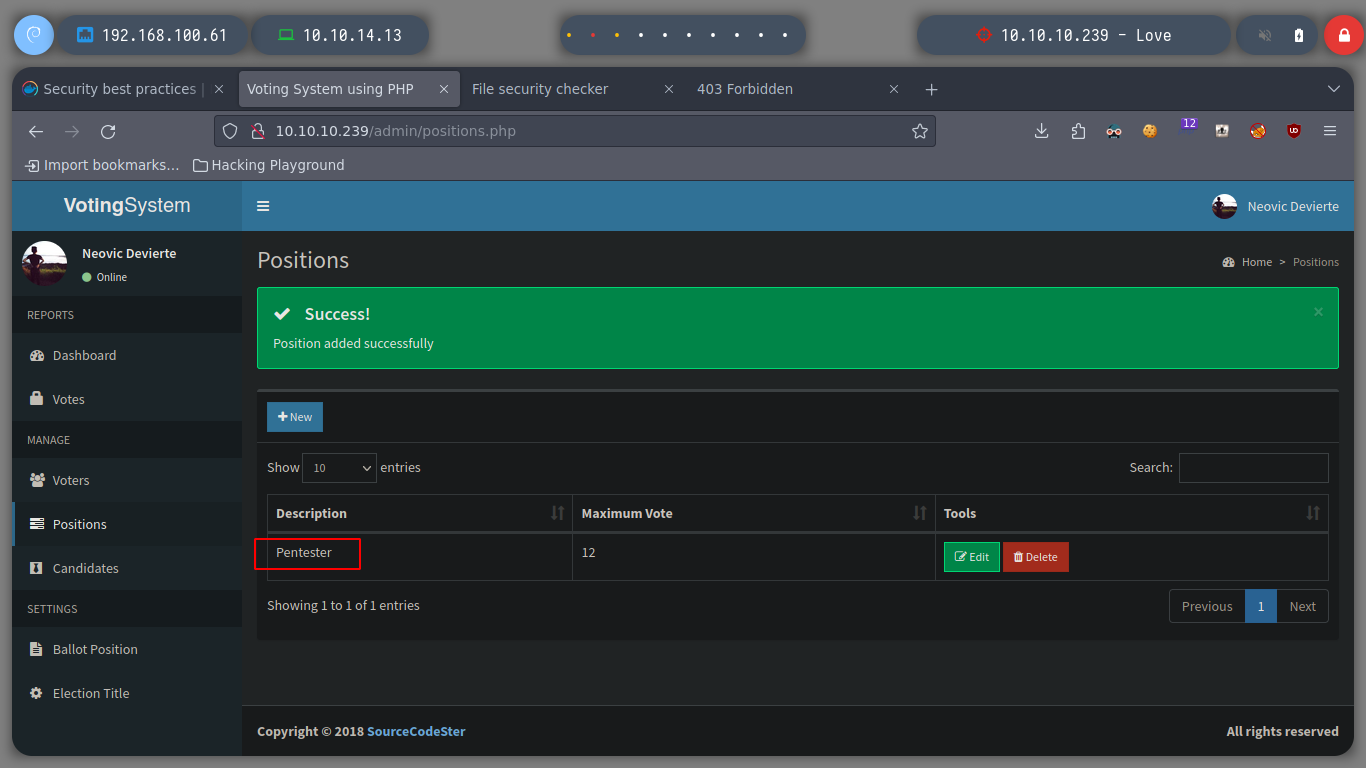 192.168.100.61
10.10.14.13
10.10.10.239 - Love
Security best practices |
Voting System using PHP
File security checker
403 Forbidden
10.10.10.239/admin/positions.php
12
Import bookmarks...
Hacking Playground
VotingSystem
Neovic Devierte
Neovic Devierte
Online
Positions
Home > Positions
REPORTS
Success!
Position added successfully
Dashboard
Votes
New
MANAGE
Show 10 entries
Search:
Voters
Description
Maximum Vote
Tools
Positions
Pentester
12
Edit
Delete
Candidates
SETTINGS
Showing 1 to 1 of 1 entries
Previous
1
Next
Ballot Position
Election Title
Copyright © 2018 SourceCodeSter
All rights reserved